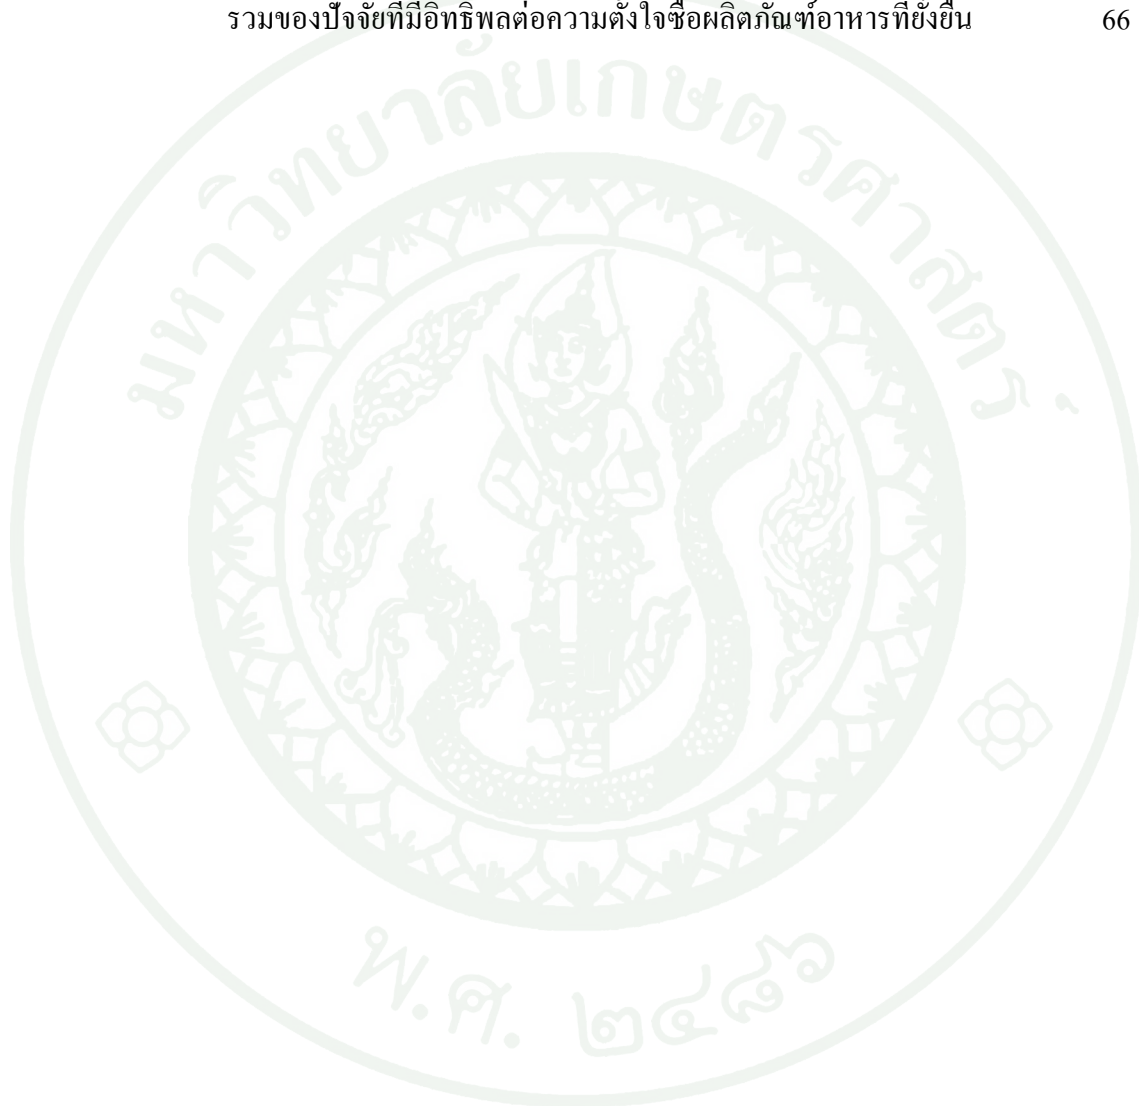 รวมของปัจจัยที่มีอิทธิพลต่อความตั้งใจซื้อผลิตภัณฑ์อาหารที่ยั่งยืน 66
มหาวิทยาลัยเกษตรศาสตร์
พ.ศ. ๒๔๘๖